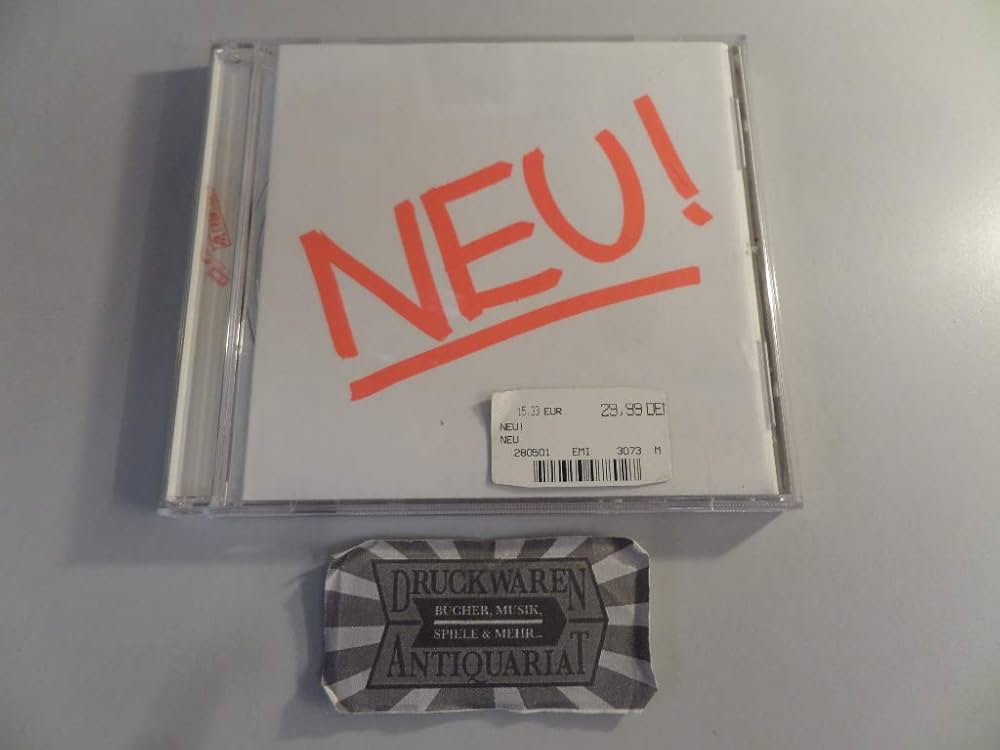 NEU!
15.33 EUR 29,99 DEM
NEU!
NEU
280501 EMI 3073 M
DRUCKWAREN
BÜCHER, MUSIK,
SPIELE & MEHR...
ANTIQUARIAT